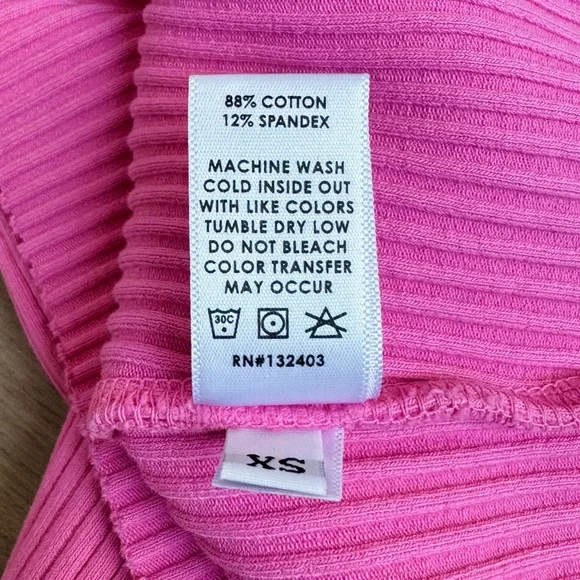 88% COTTON
12% SPANDEX
MACHINE WASH
COLD INSIDE OUT
WITH LIKE COLORS
TUMBLE DRY LOW
DO NOT BLEACH
COLOR TRANSFER
MAY OCCUR
30C
RN#132403
XS